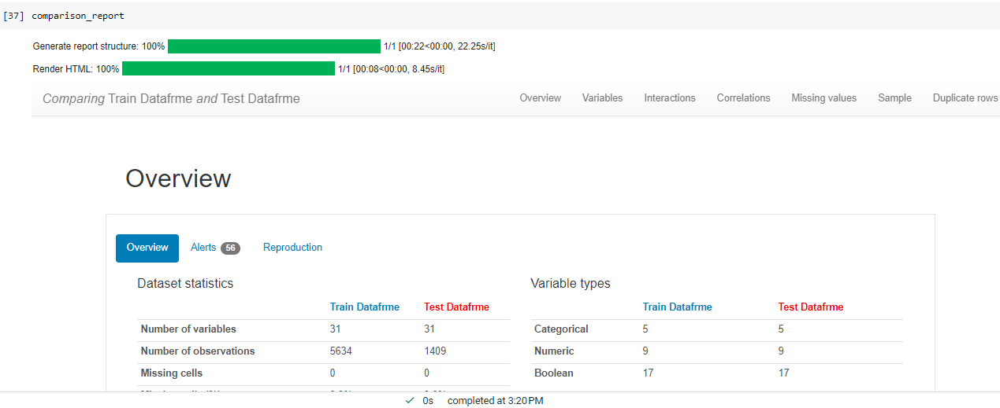 [37] comparison_report
Generate report structure: 100% 1/1 [00:22<00:00, 22.25s/it]
Render HTML: 100% 1/1 [00:08<00:00, 8.45s/it]
Comparing Train Datafrme and Test Datafrme Overview Variables Interactions Correlations Missing values Sample Duplicate rows
Overview
Overview Alerts 56 Reproduction
Dataset statistics
Train Datafrme Test Datafrme
Number of variables 31 31
Number of observations 5634 1409
Missing cells 0 0
Variable types
Train Datafrme Test Datafrme
Categorical 5 5
Numeric 9 9
Boolean 17 17
0s completed at 3:20 PM